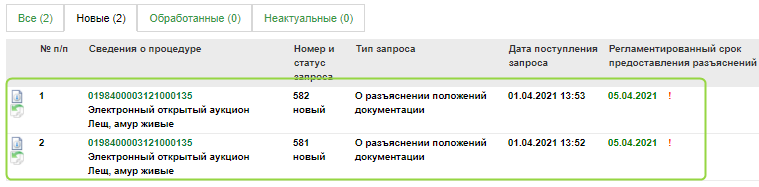 Все (2) Новые (2) Обработанные (0) Неактуальные (0)
№ п/п Сведения о процедуре Номер и статус запроса Тип запроса Дата поступления запроса Регламентированный срок предоставления разъяснений
1 0198400003121000135 582 О разъяснении положений 01.04.2021 13:53 05.04.2021 !
Электронный открытый аукцион новый документации
Лещ, амур живые
2 0198400003121000135 581 О разъяснении положений 01.04.2021 13:52 05.04.2021 !
Электронный открытый аукцион новый документации
Лещ, амур живые